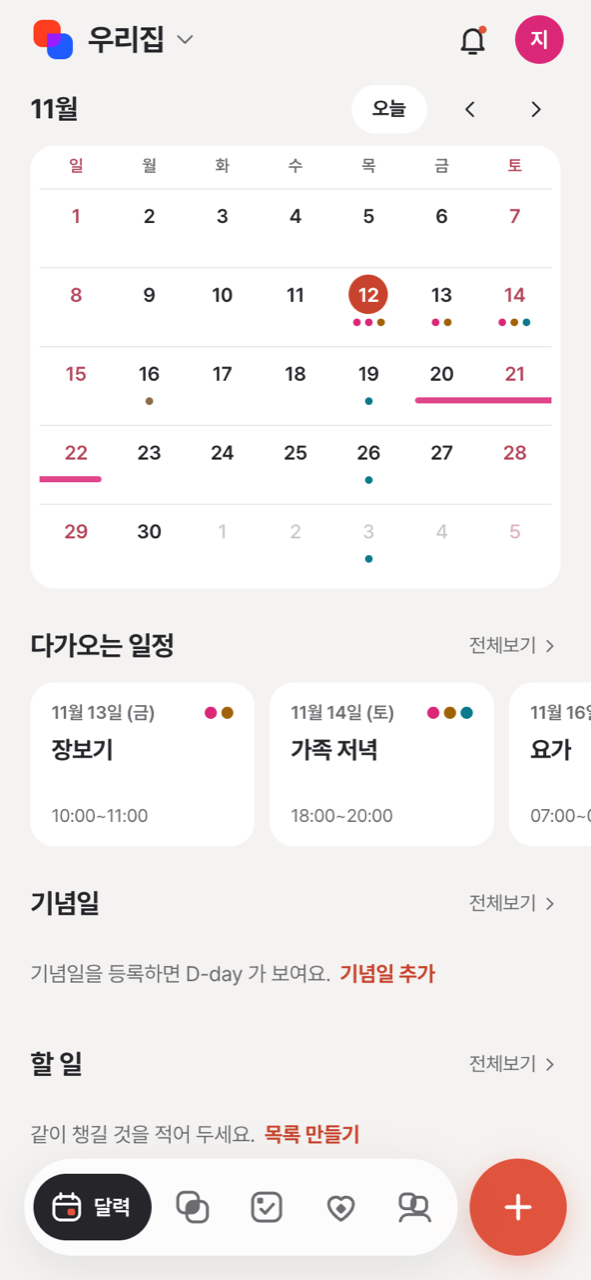 우리집
지
11월
오늘
일 월 화 수 목 금 토
1 2 3 4 5 6 7
8 9 10 11 12 13 14
15 16 17 18 19 20 21
22 23 24 25 26 27 28
29 30 1 2 3 4 5
다가오는 일정
전체보기
11월 13일 (금)
장보기
10:00~11:00
11월 14일 (토)
가족 저녁
18:00~20:00
11월 16일
요가
07:00~0
기념일
전체보기
기념일을 등록하면 D-day 가 보여요. 기념일 추가
할 일
전체보기
같이 챙길 것을 적어 두세요. 목록 만들기
달력